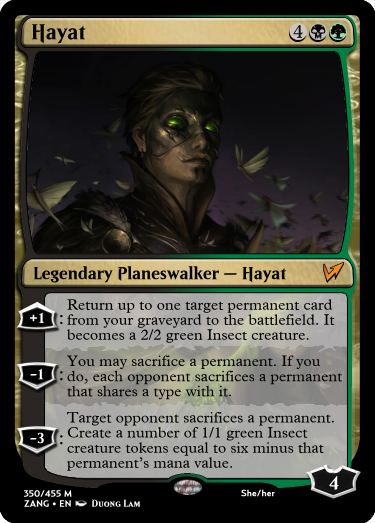 Hayat 4
Legendary Planeswalker — Hayat
+1: Return up to one target permanent card
from your graveyard to the battlefield. It
becomes a 2/2 green Insect creature.
-1: You may sacrifice a permanent. If you
do, each opponent sacrifices a permanent
that shares a type with it.
Target opponent sacrifices a permanent.
-3: Create a number of 1/1 green Insect
creature tokens equal to six minus that
permanent's mana value.
4
350/455 M She/her
ZANG • EN Duong Lam